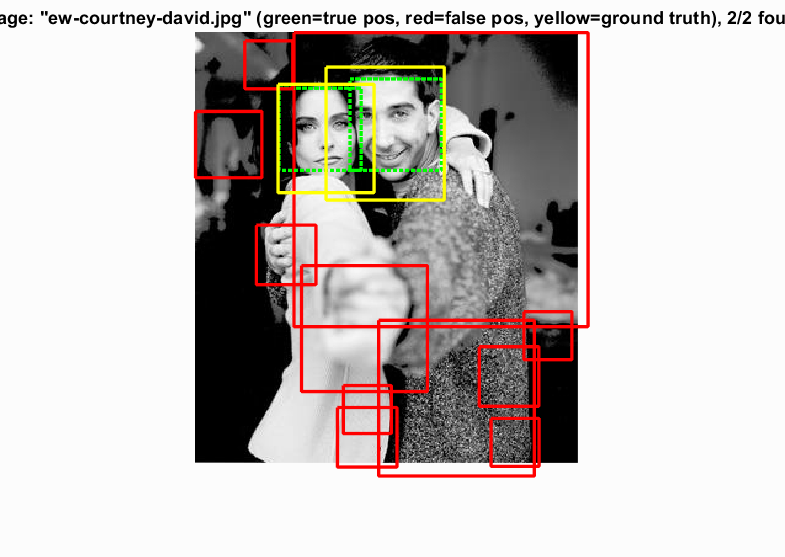 age: "ew-courtney-david.jpg" (green=true pos, red=false pos, yellow=ground truth), 2/2 fou